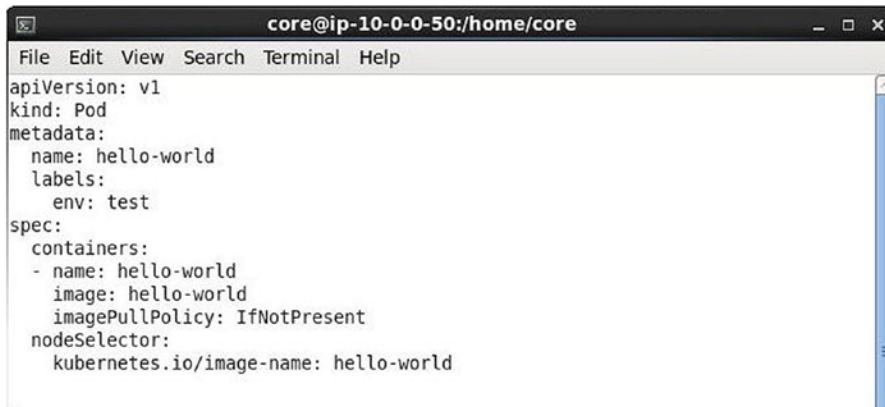 core@ip-10-0-0-50:/home/core
File Edit View Search Terminal Help
apiVersion: v1
kind: Pod
metadata:
  name: hello-world
  labels:
    env: test
spec:
  containers:
  - name: hello-world
    image: hello-world
    imagePullPolicy: IfNotPresent
  nodeSelector:
    kubernetes.io/image-name: hello-world